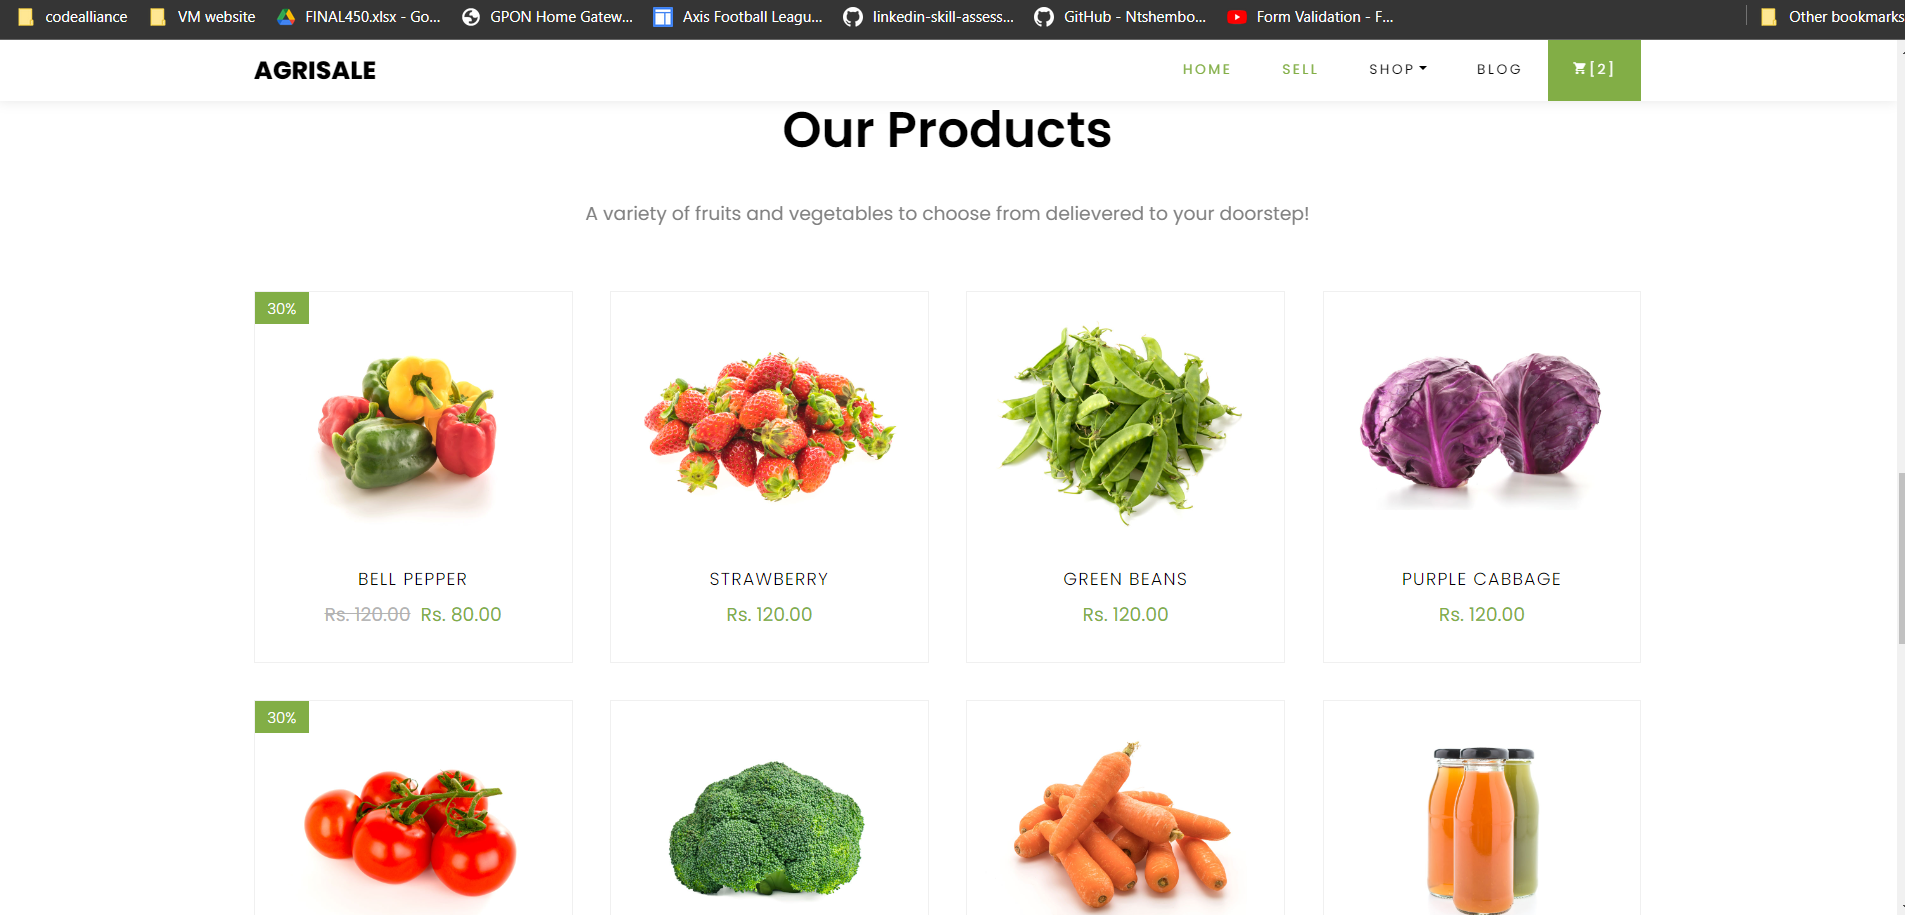 codealliance VM website FINAL450.xlsx - Go... GPON Home Gatew... Axis Football Leagu... linkedin-skill-assess... GitHub - Ntshembo... Form Validation - F... Other bookmarks
AGRISALE HOME SELL SHOP BLOG [2]
Our Products
A variety of fruits and vegetables to choose from delievered to your doorstep!
30%
BELL PEPPER STRAWBERRY GREEN BEANS PURPLE CABBAGE
Rs. 120.00 Rs. 80.00 Rs. 120.00 Rs. 120.00 Rs. 120.00
30%